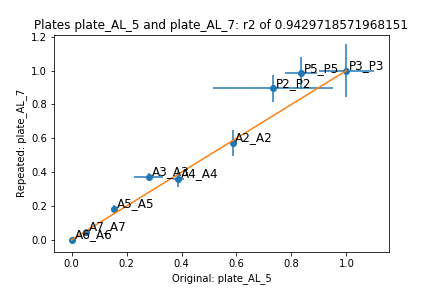 Plates plate_AL_5 and plate_AL_7: r2 of 0.9429718571968151
1.2
1.0
0.8
0.6
0.4
0.2
0.0
Repeated: plate_AL_7
P3_P3
P5_P5
P2_P2
A2_A2
A3_A3
A4_A4
A5_A5
A7_A7
A6_A6
0.0
0.2
0.4
0.6
0.8
1.0
Original: plate_AL_5